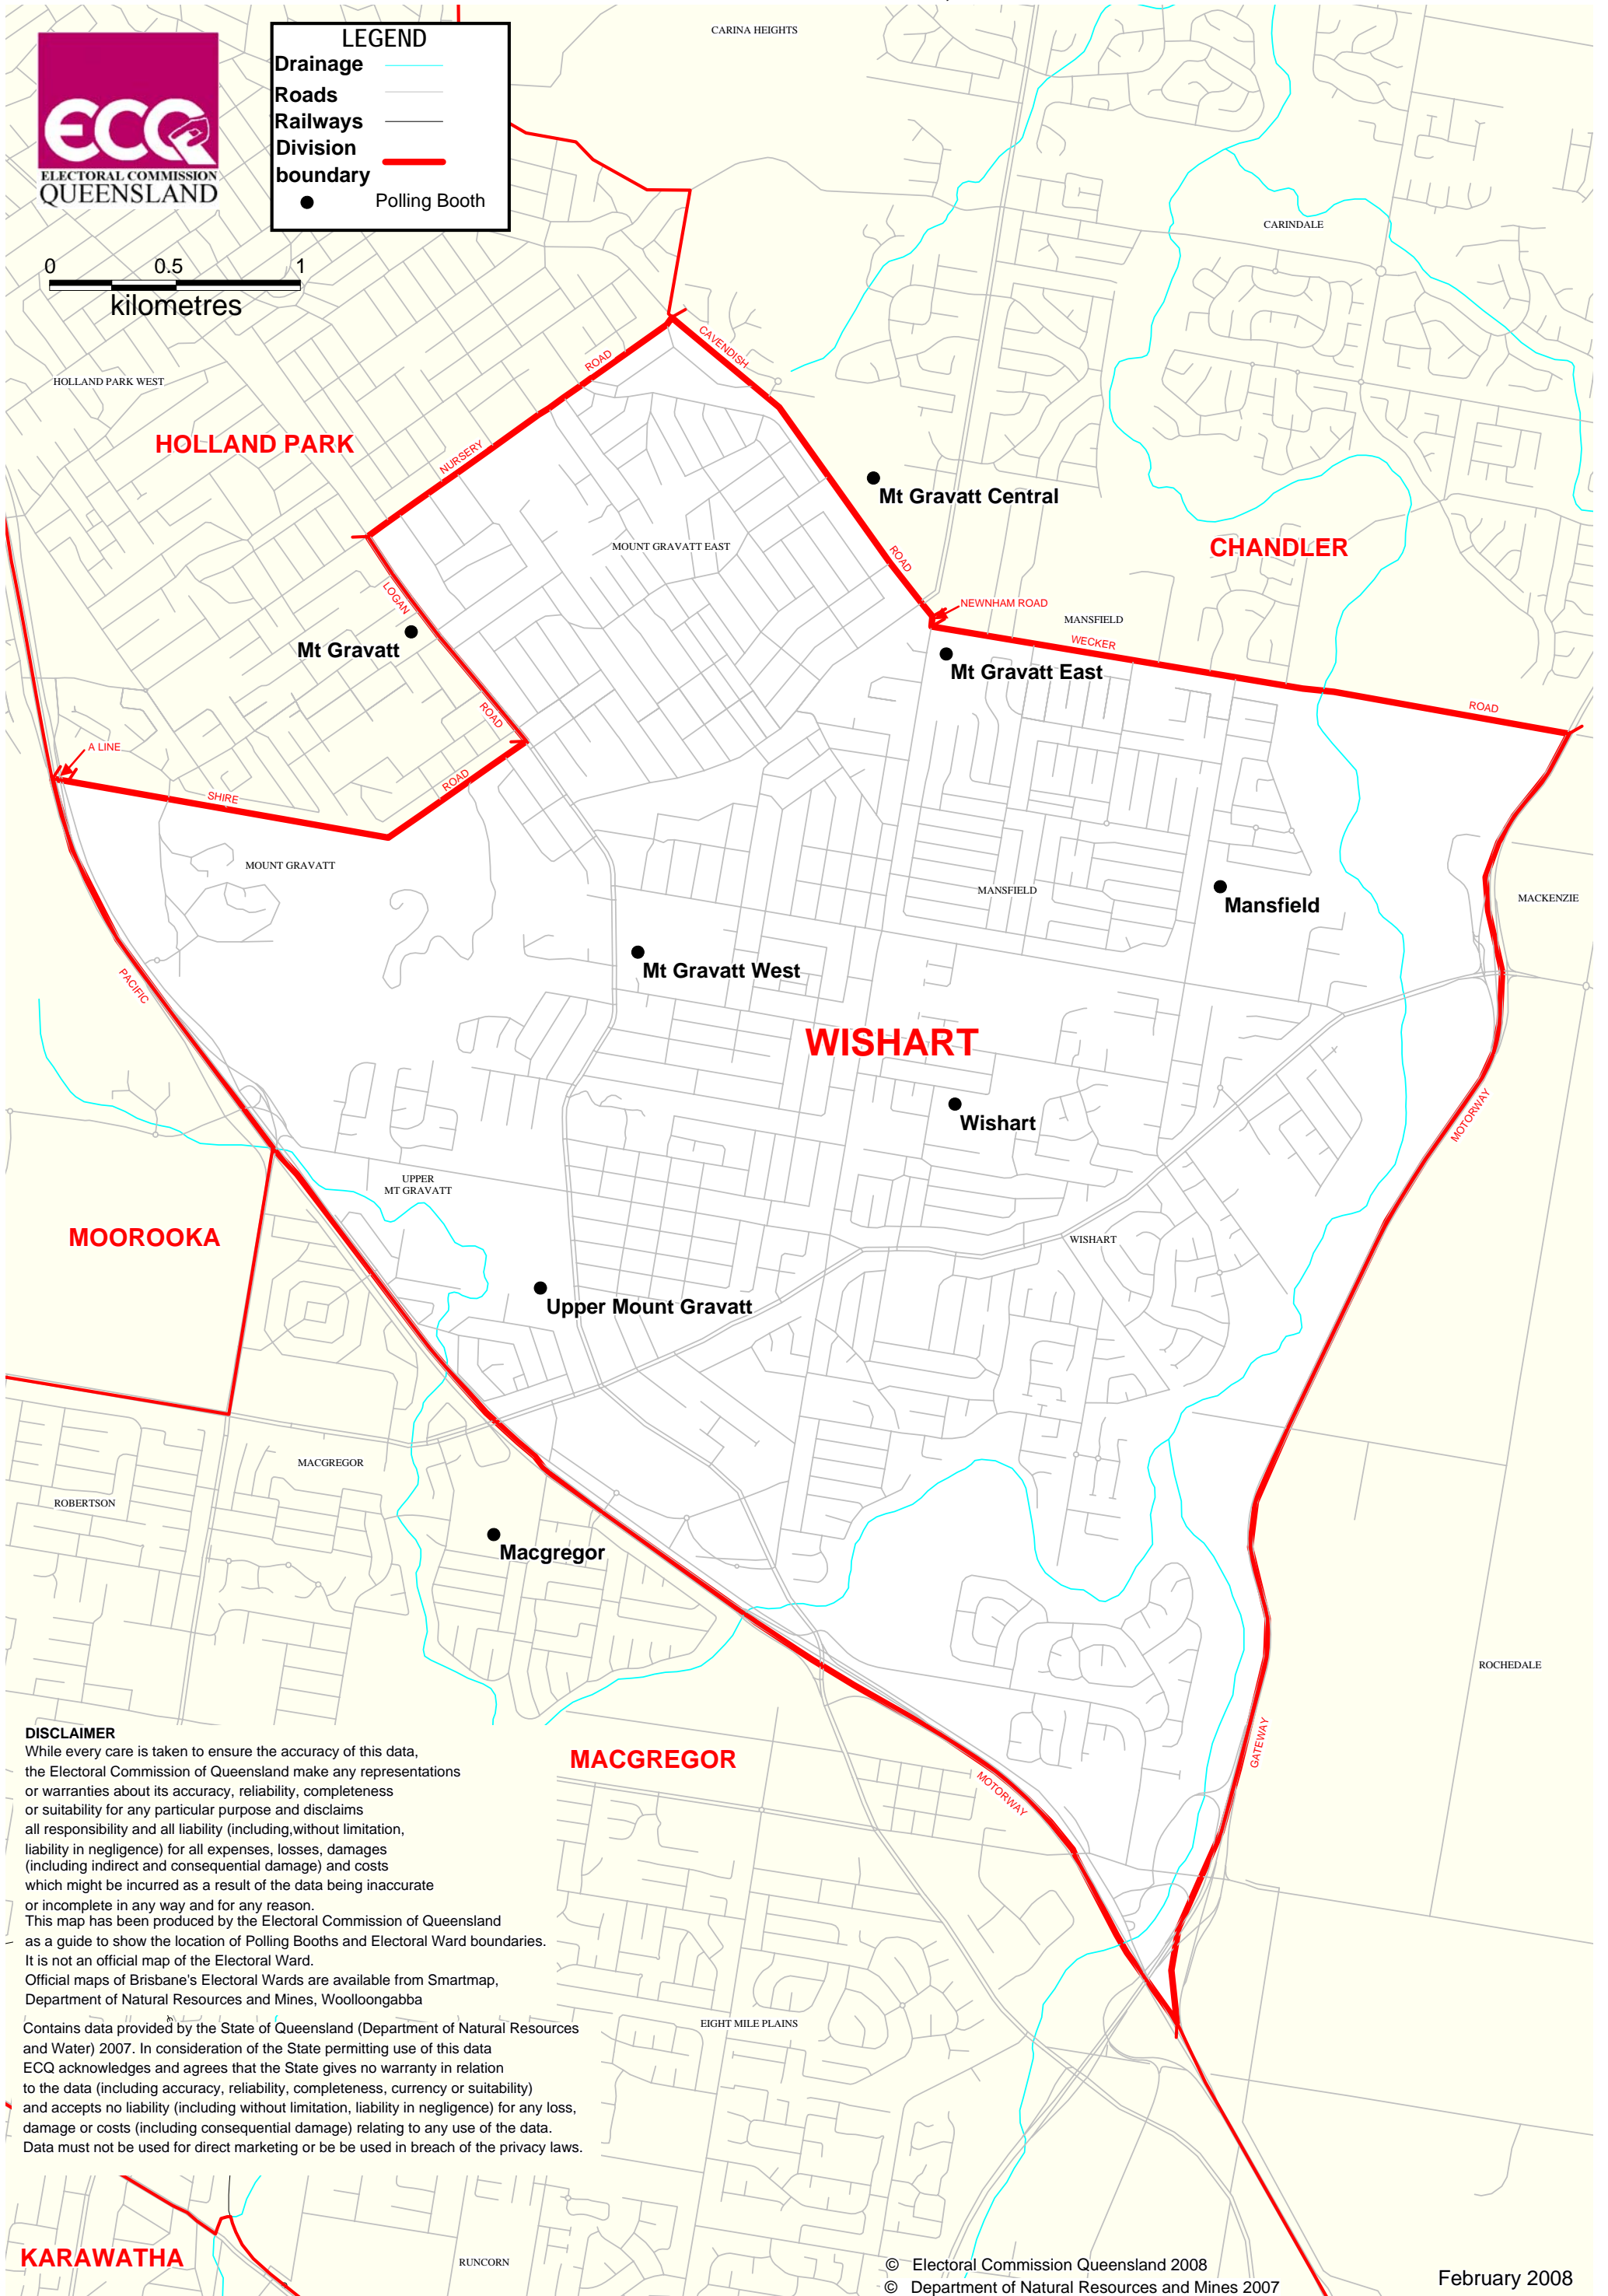 ECQ
ELECTORAL COMMISSION
QUEENSLAND
LEGEND
Drainage
Roads
Railways
Division
boundary
Polling Booth
0 0.5 1
kilometres
CARINA HEIGHTS
CARINDALE
HOLLAND PARK WEST
HOLLAND PARK
CAVENDISH
ROAD
NURSERY
ROAD
Mt Gravatt Central
MOUNT GRAVATT EAST
CHANDLER
LOGAN
ROAD
NEWNHAM ROAD
MANSFIELD
WECKER
ROAD
Mt Gravatt
Mt Gravatt East
A LINE
SHIRE
ROAD
MOUNT GRAVATT
MANSFIELD
Mansfield
MACKENZIE
Mt Gravatt West
PACIFIC
WISHART
Wishart
MOTORWAY
UPPER
MT GRAVATT
MOOROOKA
WISHART
Upper Mount Gravatt
MACGREGOR
ROBERTSON
Macgregor
ROCHEDALE
GATEWAY
MACGREGOR
MOTORWAY
DISCLAIMER
While every care is taken to ensure the accuracy of this data,
the Electoral Commission of Queensland make any representations
or warranties about its accuracy, reliability, completeness
or suitability for any particular purpose and disclaims
all responsibility and all liability (including,without limitation,
liability in negligence) for all expenses, losses, damages
(including indirect and consequential damage) and costs
which might be incurred as a result of the data being inaccurate
or incomplete in any way and for any reason.
This map has been produced by the Electoral Commission of Queensland
as a guide to show the location of Polling Booths and Electoral Ward boundaries.
It is not an official map of the Electoral Ward.
Official maps of Brisbane's Electoral Wards are available from Smartmap,
Department of Natural Resources and Mines, Woolloongabba
Contains data provided by the State of Queensland (Department of Natural Resources
and Water) 2007. In consideration of the State permitting use of this data
ECQ acknowledges and agrees that the State gives no warranty in relation
to the data (including accuracy, reliability, completeness, currency or suitability)
and accepts no liability (including without limitation, liability in negligence) for any loss,
damage or costs (including consequential damage) relating to any use of the data.
Data must not be used for direct marketing or be be used in breach of the privacy laws.
EIGHT MILE PLAINS
KARAWATHA
RUNCORN
© Electoral Commission Queensland 2008
© Department of Natural Resources and Mines 2007
February 2008